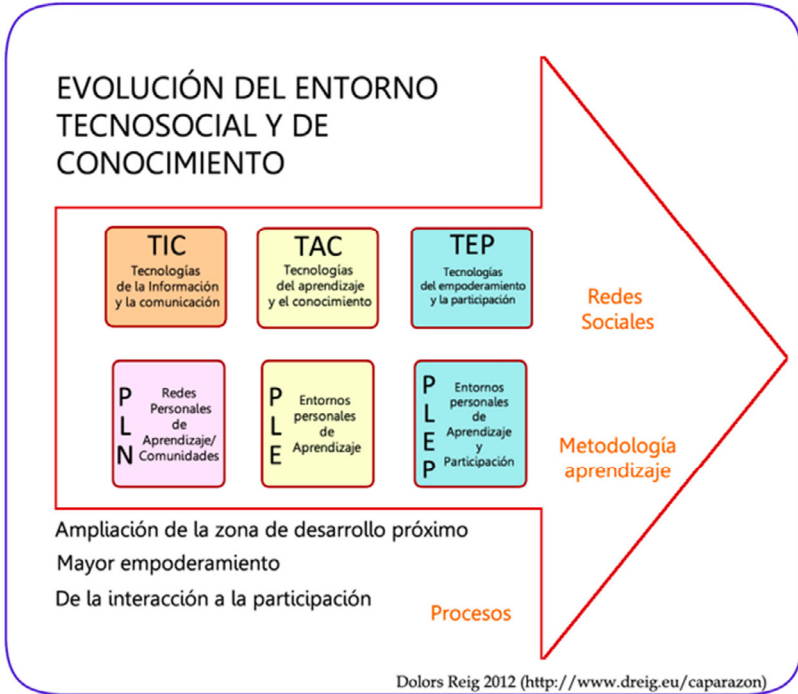 EVOLUCIÓN DEL ENTORNO
TECNOSOCIAL Y DE
CONOCIMIENTO
TIC
Tecnologías
de la Información
y la comunicación
TAC
Tecnologías
del aprendizaje
y el conocimiento
TEP
Tecnologías
del empoderamiento
y la participación
Redes
Sociales
PLN
Redes
Personales
de
Aprendizaje/
Comunidades
PLE
Entornos
personales
de
Aprendizaje
PLEP
Entornos
personales
de
Aprendizaje
y
Participación
Metodología
aprendizaje
Ampliación de la zona de desarrollo próximo
Mayor empoderamiento
De la interacción a la participación
Procesos
Dolors Reig 2012 (http://www.dreig.eu/caparazon)